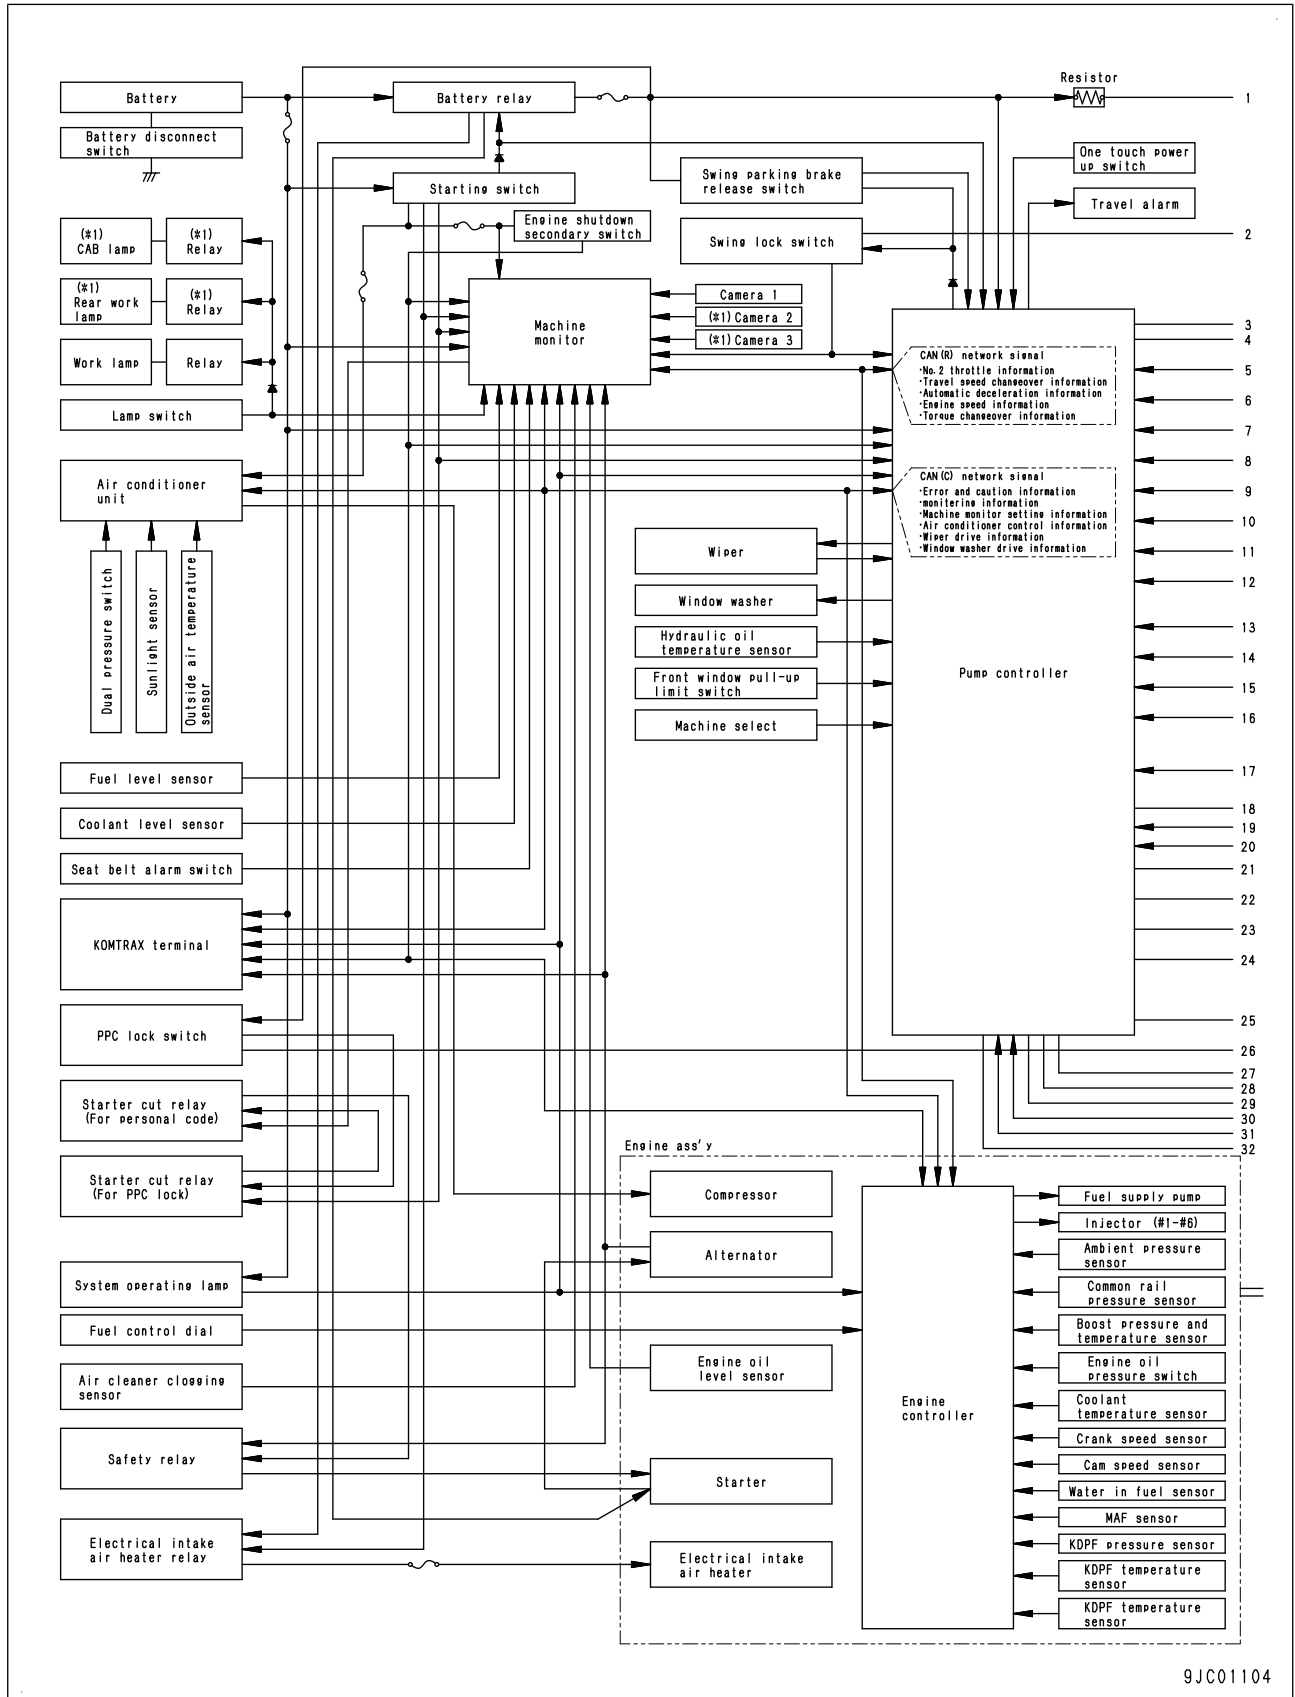 Resistor
Battery
Battery relay
1
Battery disconnect
switch
One touch power
up switch
Swing parking brake
release switch
Starting switch
Travel alarm
Engine shutdown
secondary switch
(*1)
CAB lamp
(*1)
Relay
Swing lock switch
2
(*1)
Rear work
lamp
(*1)
Relay
Camera 1
(*1) Camera 2
(*1) Camera 3
Machine
monitor
3
4
Work lamp
Relay
CAN(R) network signal
·No.2 throttle information
·Travel speed changeover information
·Automatic deceleration information
·Engine speed information
·Torque changeover information
5
6
Lamp switch
7
8
Air conditioner
unit
CAN(C) network signal
·Error and caution information
·monitering information
·Machine monitor setting information
·Air conditioner control information
·Wiper drive information
·Window washer drive information
9
10
11
12
Wiper
Window washer
Dual pressure switch
Sunlight sensor
Outside air temperature
sensor
Hydraulic oil
temperature sensor
13
14
Front window pull-up
limit switch
Pump controller
15
Machine select
16
Fuel level sensor
17
Coolant level sensor
18
19
20
Seat belt alarm switch
21
22
KOMTRAX terminal
23
24
PPC lock switch
25
26
27
28
29
30
31
32
Starter cut relay
(For personal code)
Engine ass'y
Starter cut relay
(For PPC lock)
Compressor
Fuel supply pump
Injector (#1-#6)
Alternator
Ambient pressure
sensor
System operating lamp
Common rail
pressure sensor
Fuel control dial
Boost pressure and
temperature sensor
Air cleaner clogging
sensor
Engine oil
level sensor
Engine oil
pressure switch
Engine
controller
Coolant
temperature sensor
Safety relay
Crank speed sensor
Cam speed sensor
Starter
Water in fuel sensor
MAF sensor
Electrical intake
air heater relay
KDPF pressure sensor
Electrical intake
air heater
KDPF temperature
sensor
KDPF temperature
sensor
9JC01104